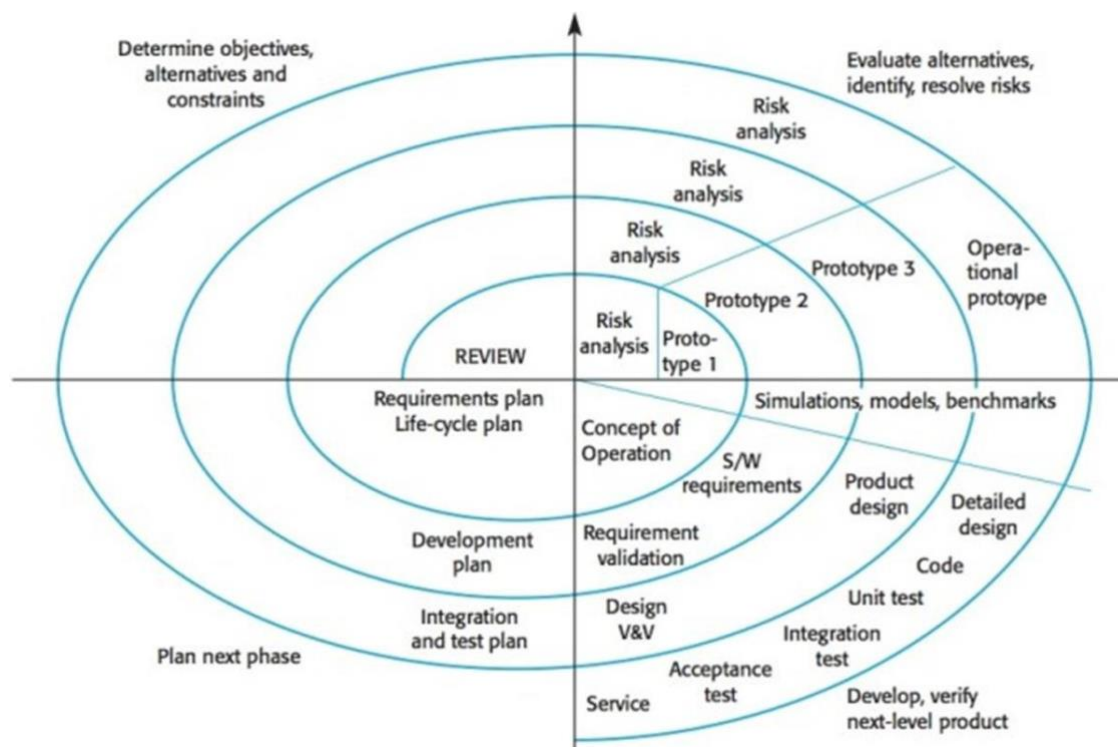 Determine objectives,
alternatives and
constraints
Evaluate alternatives,
identify, resolve risks
Risk
analysis
Risk
analysis
Risk
analysis
Risk
analysis
Proto-
type 1
Prototype 2
Prototype 3
Opera-
tional
protoype
REVIEW
Requirements plan
Life-cycle plan
Simulations, models, benchmarks
Concept of
Operation
S/W
requirements
Product
design
Detailed
design
Development
plan
Requirement
validation
Code
Unit test
Integration
and test plan
Design
V&V
Integration
test
Plan next phase
Acceptance
test
Service
Develop, verify
next-level product